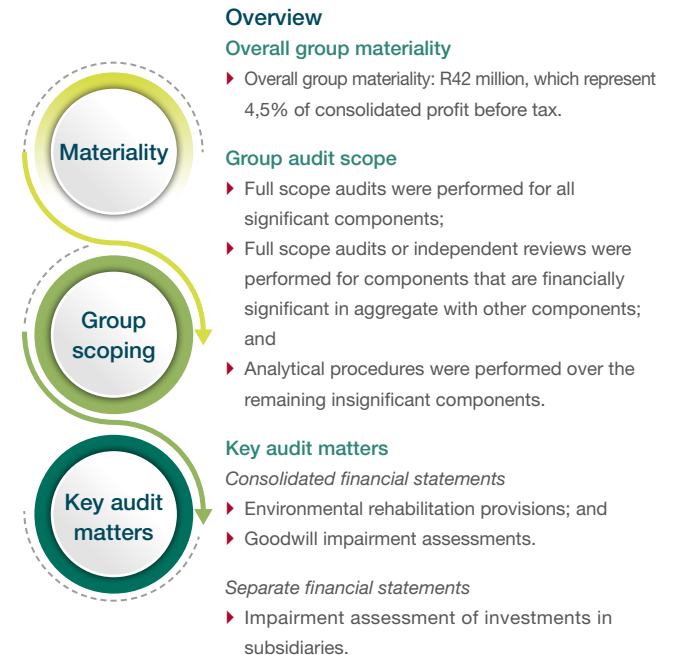 Overview
Overall group materiality
Overall group materiality: R42 million, which represent
4,5% of consolidated profit before tax.
Materiality
Group audit scope
Full scope audits were performed for all
significant components;
Full scope audits or independent reviews were
performed for components that are financially
significant in aggregate with other components;
and
Analytical procedures were performed over the
remaining insignificant components.
Group
scoping
Key audit matters
Consolidated financial statements
Environmental rehabilitation provisions; and
Goodwill impairment assessments.
Separate financial statements
Impairment assessment of investments in
subsidiaries.
Key audit
matters